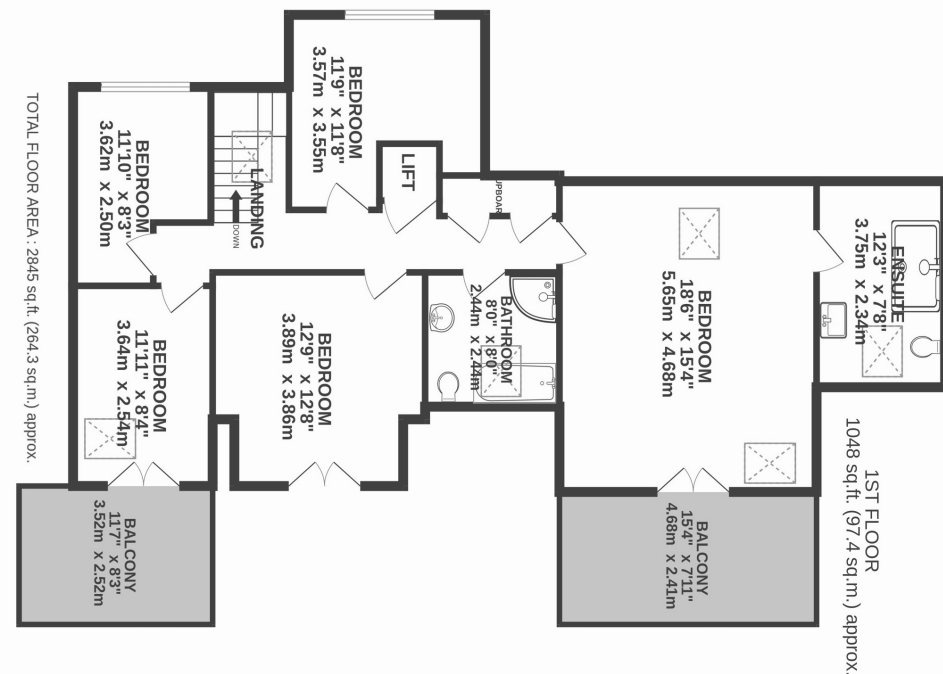 1ST FLOOR
1048 sq.ft. (97.4 sq.m.) approx.
ENSUITE
12'3" x 7'8"
3.75m x 2.34m
BEDROOM
18'6" x 15'4"
5.65m x 4.68m
BALCONY
15'4" x 7'11"
4.68m x 2.41m
UPBOAR
BATHROOM
8'0" x 8'0"
2.44m x 2.44m
LIFT
BEDROOM
11'9" x 11'8"
3.57m x 3.55m
BEDROOM
12'9" x 12'8"
3.89m x 3.86m
LANDING
DOWN
BEDROOM
11'10" x 8'3"
3.62m x 2.50m
BEDROOM
11'11" x 8'4"
3.64m x 2.54m
BALCONY
11'7" x 8'3"
3.52m x 2.52m
TOTAL FLOOR AREA : 2845 sq.ft. (264.3 sq.m.) approx.